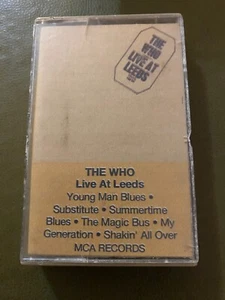 THE
WHO
LIVE AT
LEEDS
THE WHO
Live At Leeds
Young Man Blues •
Substitute • Summertime
Blues • The Magic Bus • My
Generation • Shakin' All Over
MCA RECORDS